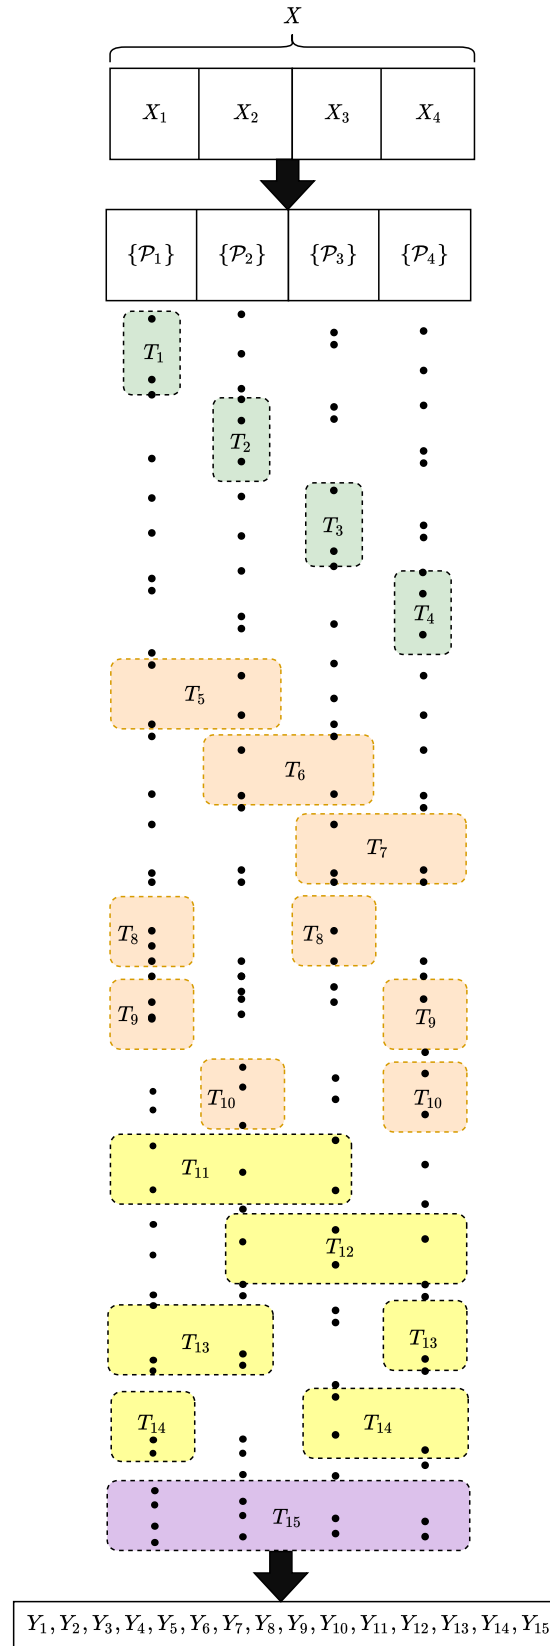 X
X₁ X₂ X₃ X₄
{𝒫₁} {𝒫₂} {𝒫₃} {𝒫₄}
T₁
T₂
T₃
T₄
T₅
T₆
T₇
T₈ T₈
T₉ T₉
T₁₀ T₁₀
T₁₁
T₁₂
T₁₃ T₁₃
T₁₄ T₁₄
T₁₅
Y₁, Y₂, Y₃, Y₄, Y₅, Y₆, Y₇, Y₈, Y₉, Y₁₀, Y₁₁, Y₁₂, Y₁₃, Y₁₄, Y₁₅